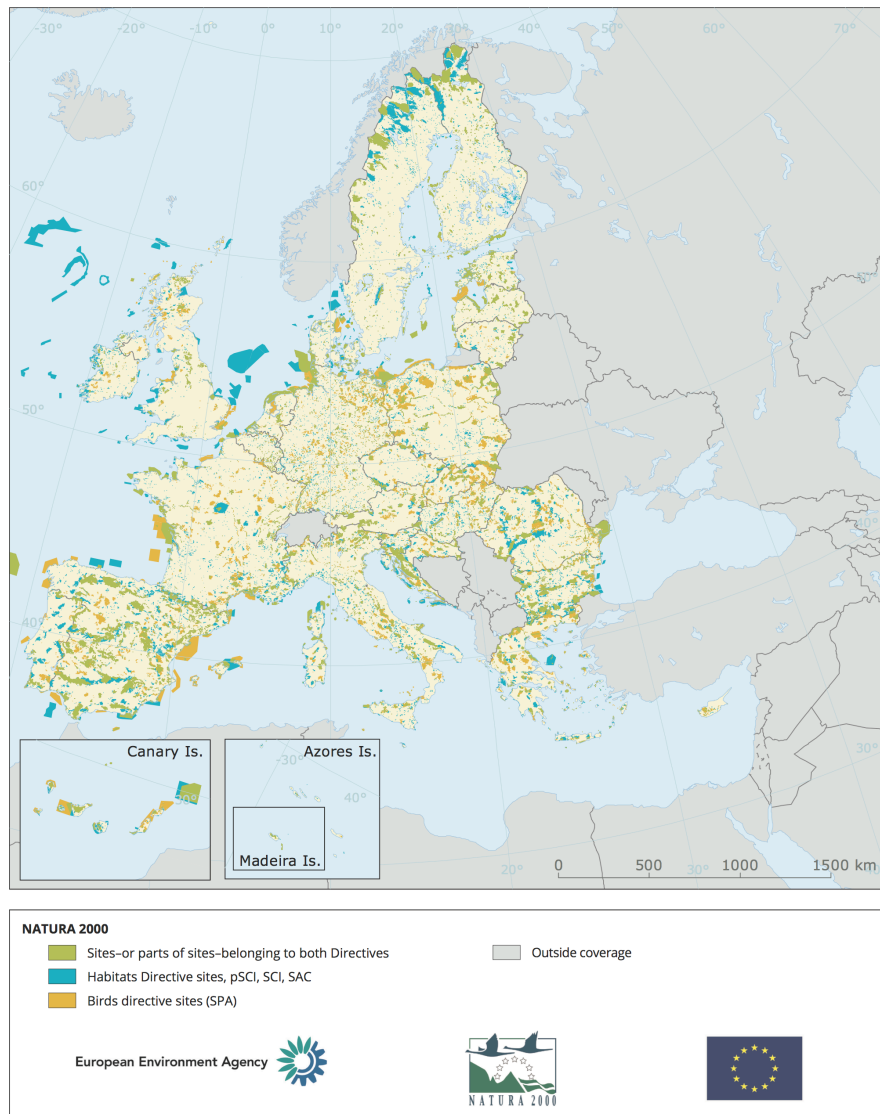 -30° -20° -10° 0° 10° 20° 30° 40° 50° 60° 70°
60°
50°
50°
40°
40°
Canary Is.
Azores Is.
-30°
30°
30°
40°
Madeira Is.
0 500 1000 1500 km
20°
30°
NATURA 2000
Sites–or parts of sites–belonging to both Directives
Outside coverage
Habitats Directive sites, pSCI, SCI, SAC
Birds directive sites (SPA)
European Environment Agency
NATURA 2000